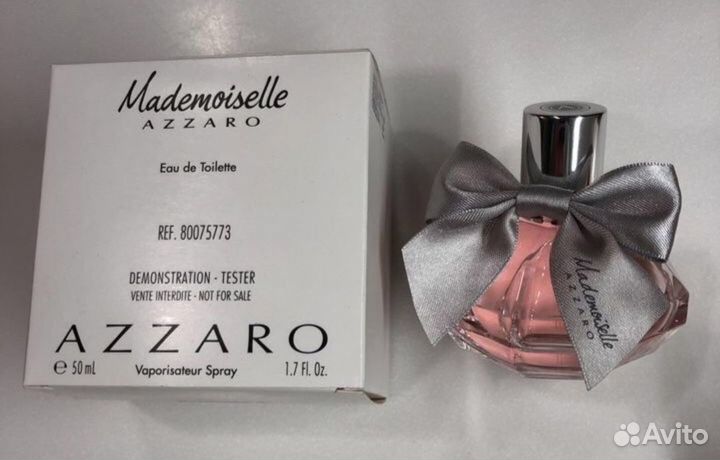 Mademoiselle
AZZARO
Eau de Toilette
REF. 80075773
DEMONSTRATION - TESTER
VENTE INTERDITE - NOT FOR SALE
AZZARO
℮ 50 mL Vaporisateur Spray 1.7 Fl. Oz.
Mademoiselle
AZZARO
Avito